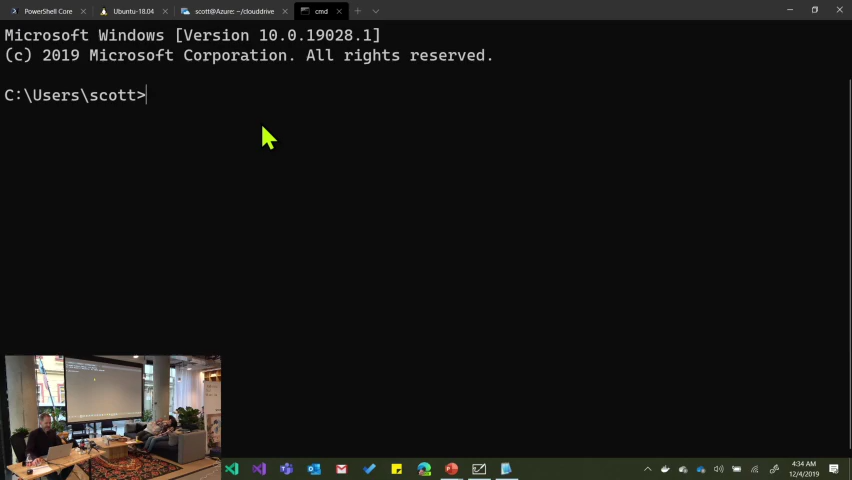 PowerShell Core
Ubuntu-18.04
scott@Azure: ~/clouddrive
cmd
Microsoft Windows [Version 10.0.19028.1]
(c) 2019 Microsoft Corporation. All rights reserved.
C:\Users\scott>
4:34 AM
12/4/2019